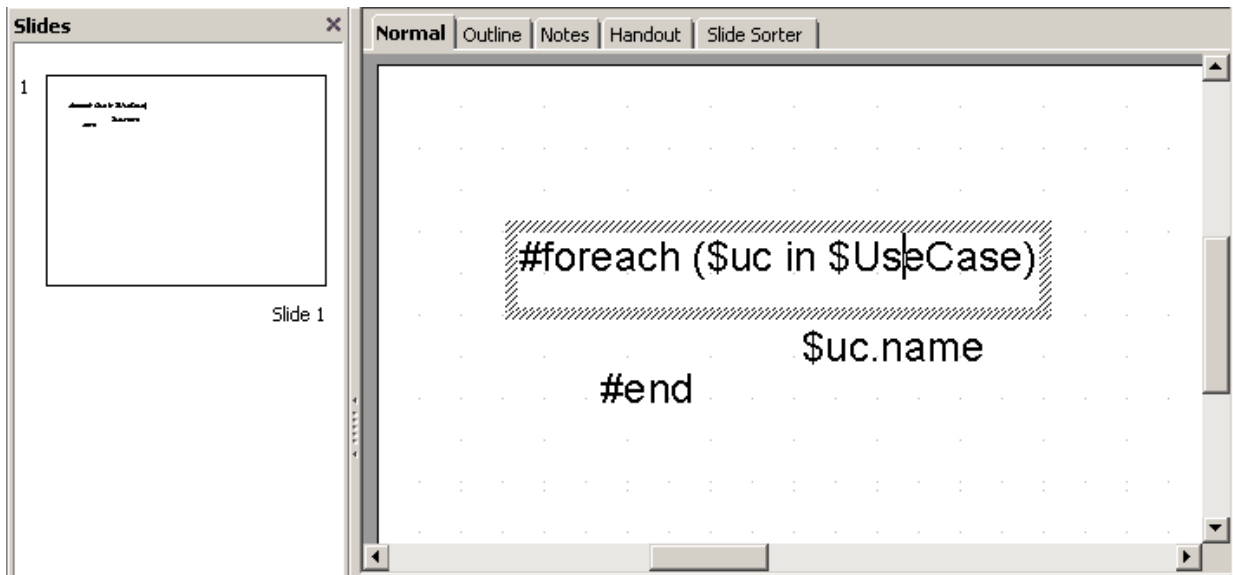 Slides
Normal Outline Notes Handout Slide Sorter
1
Slide 1
#foreach ($uc in $UseCase)
$uc.name
#end